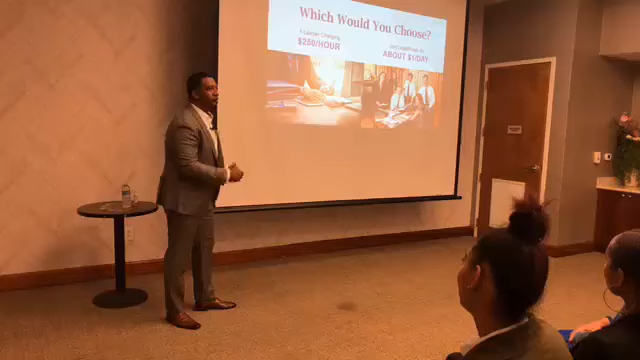 Which Would You Choose?
A Lawyer Charging
$250/HOUR
ABOUT $1/DAY